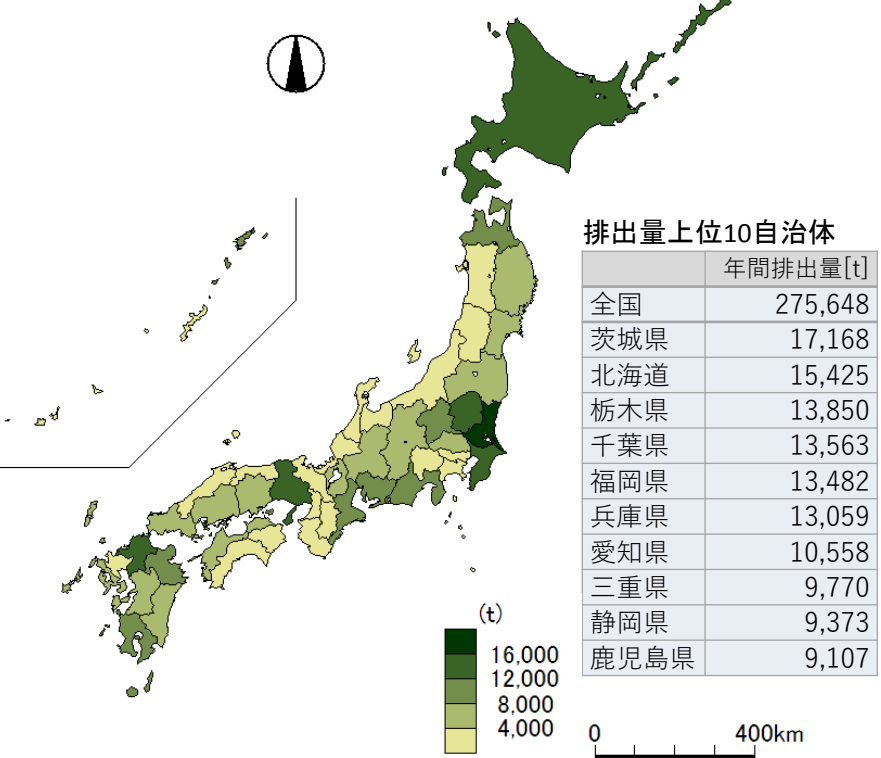 排出量上位10自治体
年間排出量[t]
全国 275,648
茨城県 17,168
北海道 15,425
栃木県 13,850
千葉県 13,563
福岡県 13,482
兵庫県 13,059
愛知県 10,558
三重県 9,770
静岡県 9,373
鹿児島県 9,107
(t)
16,000
12,000
8,000
4,000
0 400km